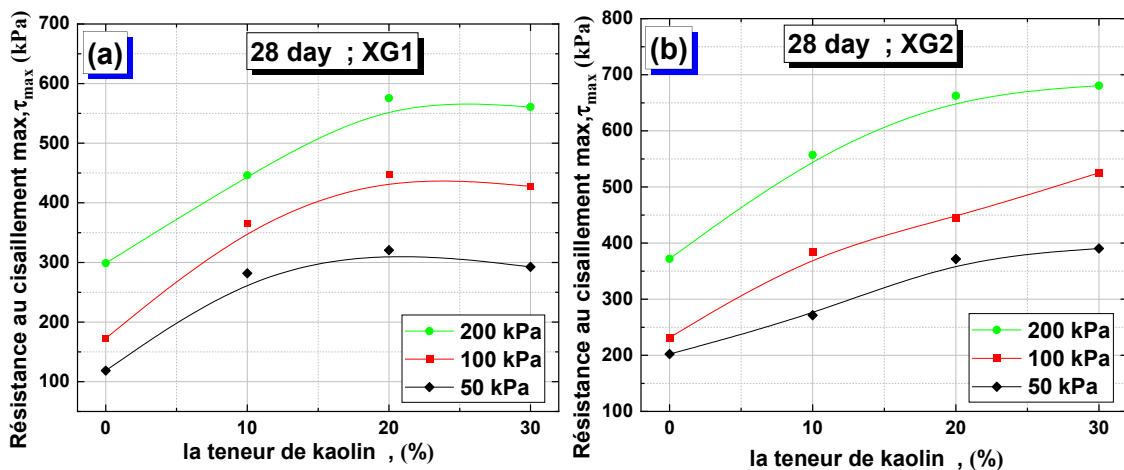 (a)
28 day ; XG1
Résistance au cisaillement max,τmax (kPa)
700
600
500
400
300
200
100
0
10
20
30
la teneur de kaolin , (%)
200 kPa
100 kPa
50 kPa
(b)
28 day ; XG2
Résistance au cisaillement max,τmax (kPa)
800
700
600
500
400
300
200
100
0
10
20
30
la teneur de kaolin , (%)
200 kPa
100 kPa
50 kPa